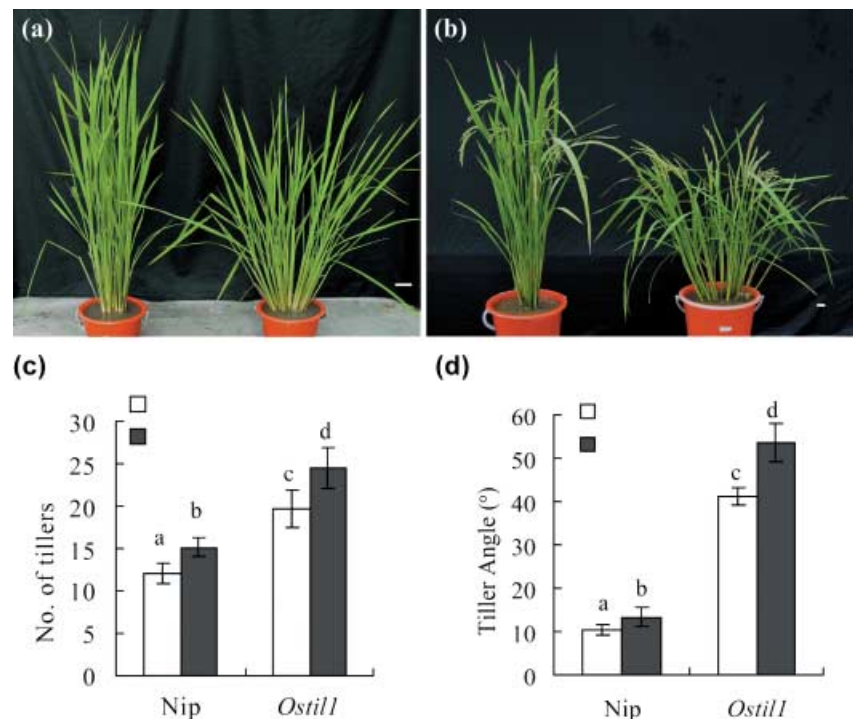 (a)
(b)
(c)
(d)
30
25
20
15
10
5
0
No. of tillers
a
b
c
d
Nip
Ostil1
60
50
40
30
20
10
0
Tiller Angle (°)
a
b
c
d
Nip
Ostil1